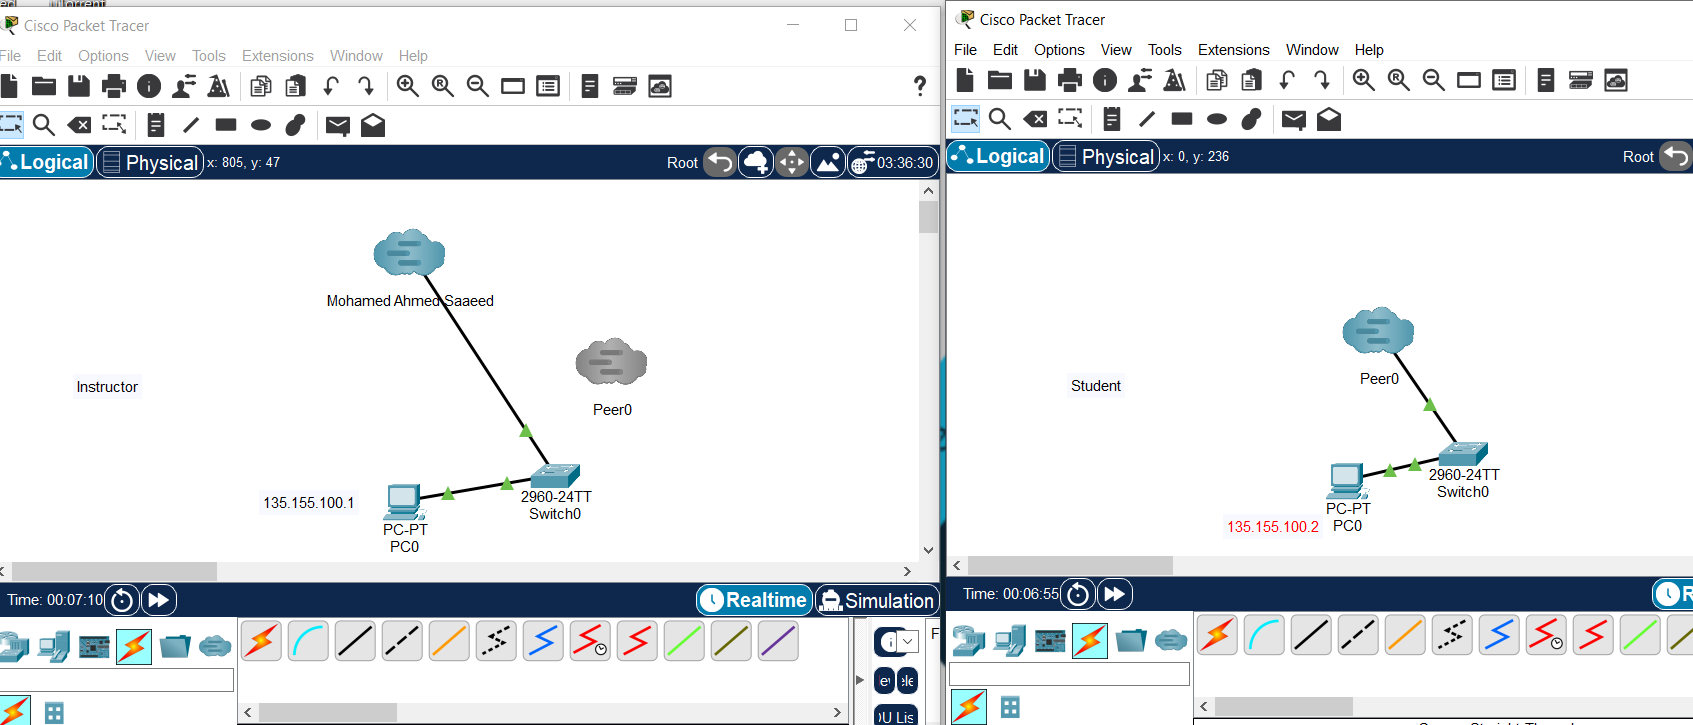 Cisco Packet Tracer
File Edit Options View Tools Extensions Window Help
?
Logical Physical x: 805, y: 47 Root 03:36:30
Mohamed Ahmed Saaeed
Instructor
Peer0
135.155.100.1
2960-24TT
Switch0
PC-PT
PC0
Time: 00:07:10 Realtime Simulation
Cisco Packet Tracer
File Edit Options View Tools Extensions Window Help
Logical Physical x: 0, y: 236 Root
Student
Peer0
2960-24TT
Switch0
PC-PT
135.155.100.2 PC0
Time: 00:06:55